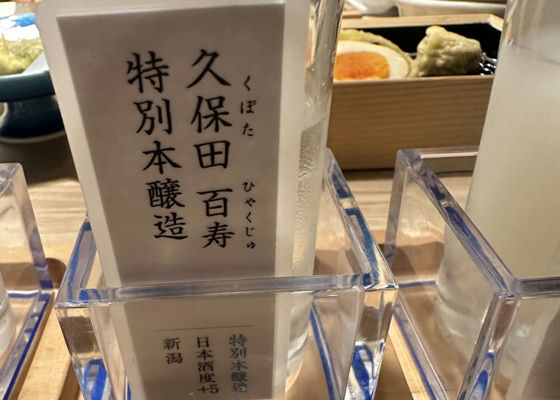 久保田 百寿
くぼた ひゃくじゅ
特別本醸造
特別本醸造
日本酒度+5
新潟